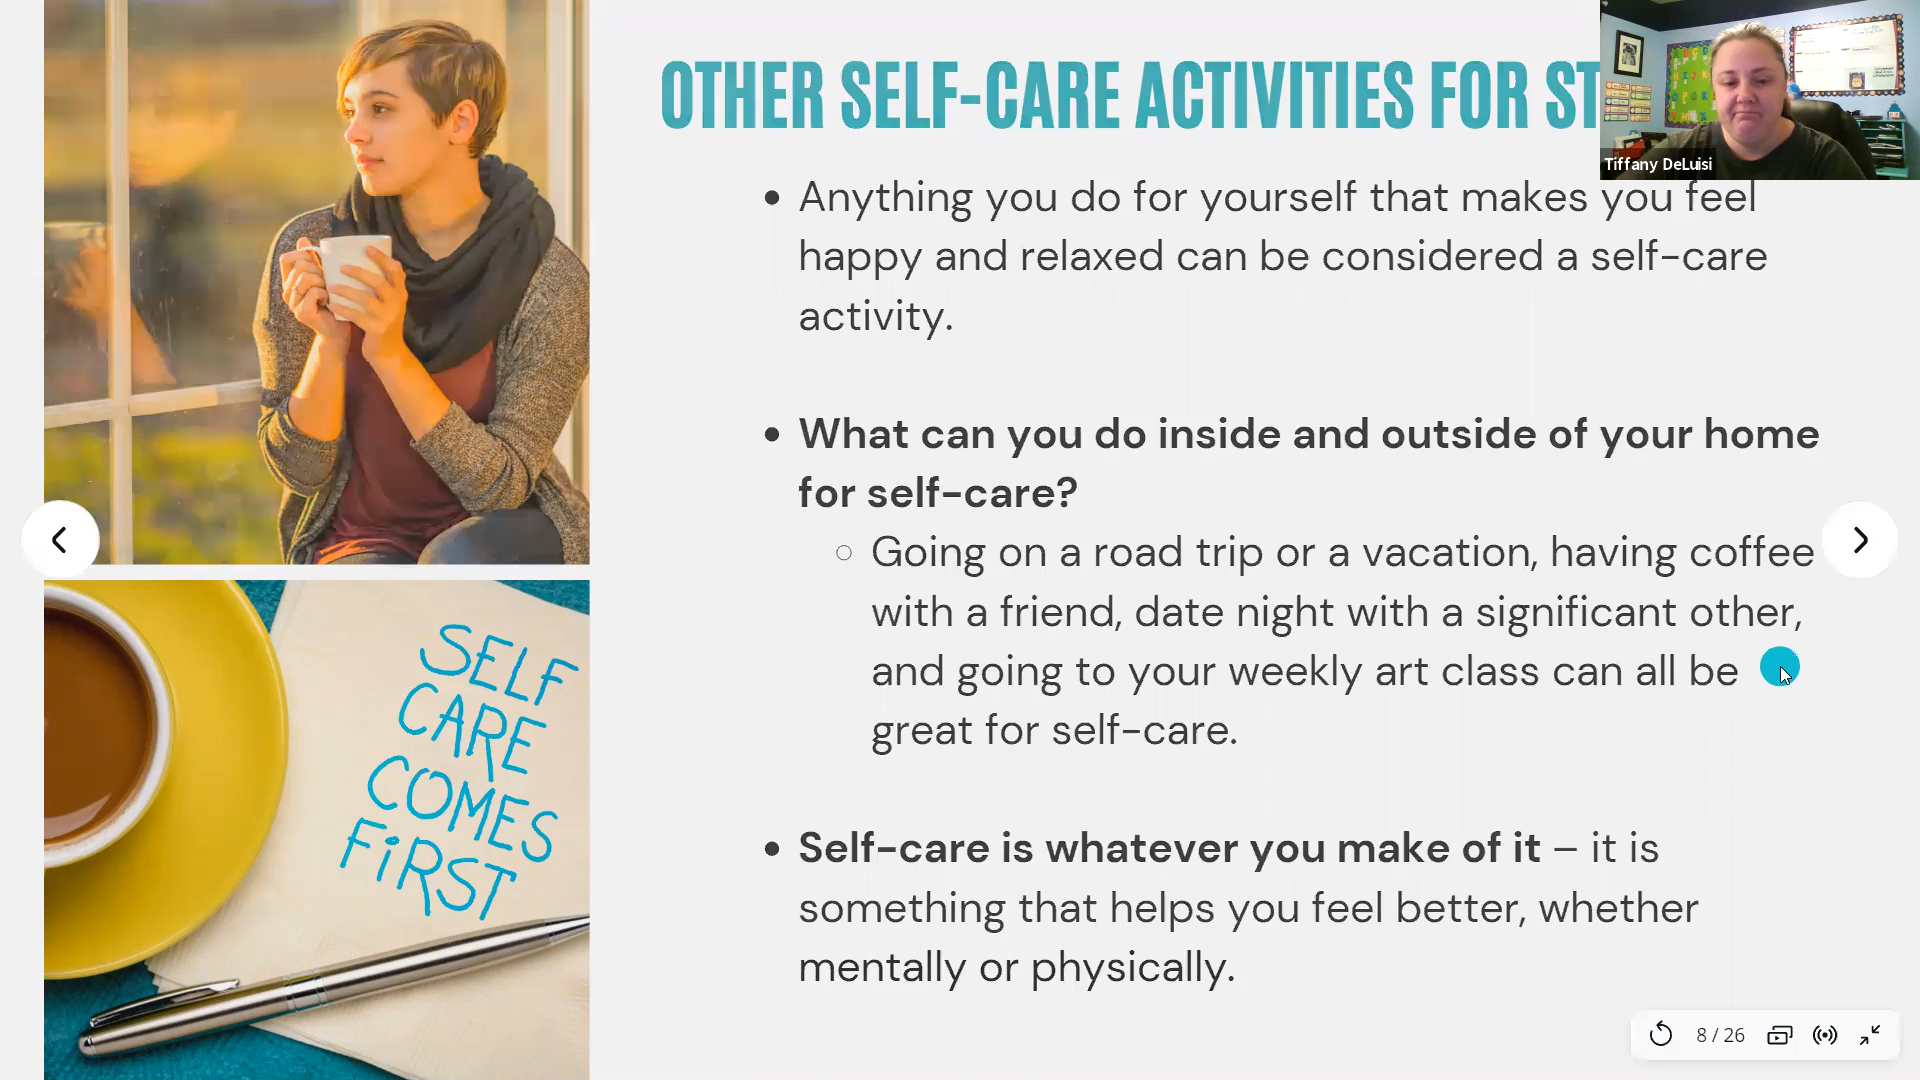 OTHER SELF-CARE ACTIVITIES FOR ST
Tiffany DeLuisi
• Anything you do for yourself that makes you feel
happy and relaxed can be considered a self-care
activity.
• What can you do inside and outside of your home
for self-care?
○ Going on a road trip or a vacation, having coffee
with a friend, date night with a significant other,
and going to your weekly art class can all be
great for self-care.
• Self-care is whatever you make of it – it is
something that helps you feel better, whether
mentally or physically.
SELF
CARE
COMES
FiRST
8 / 26